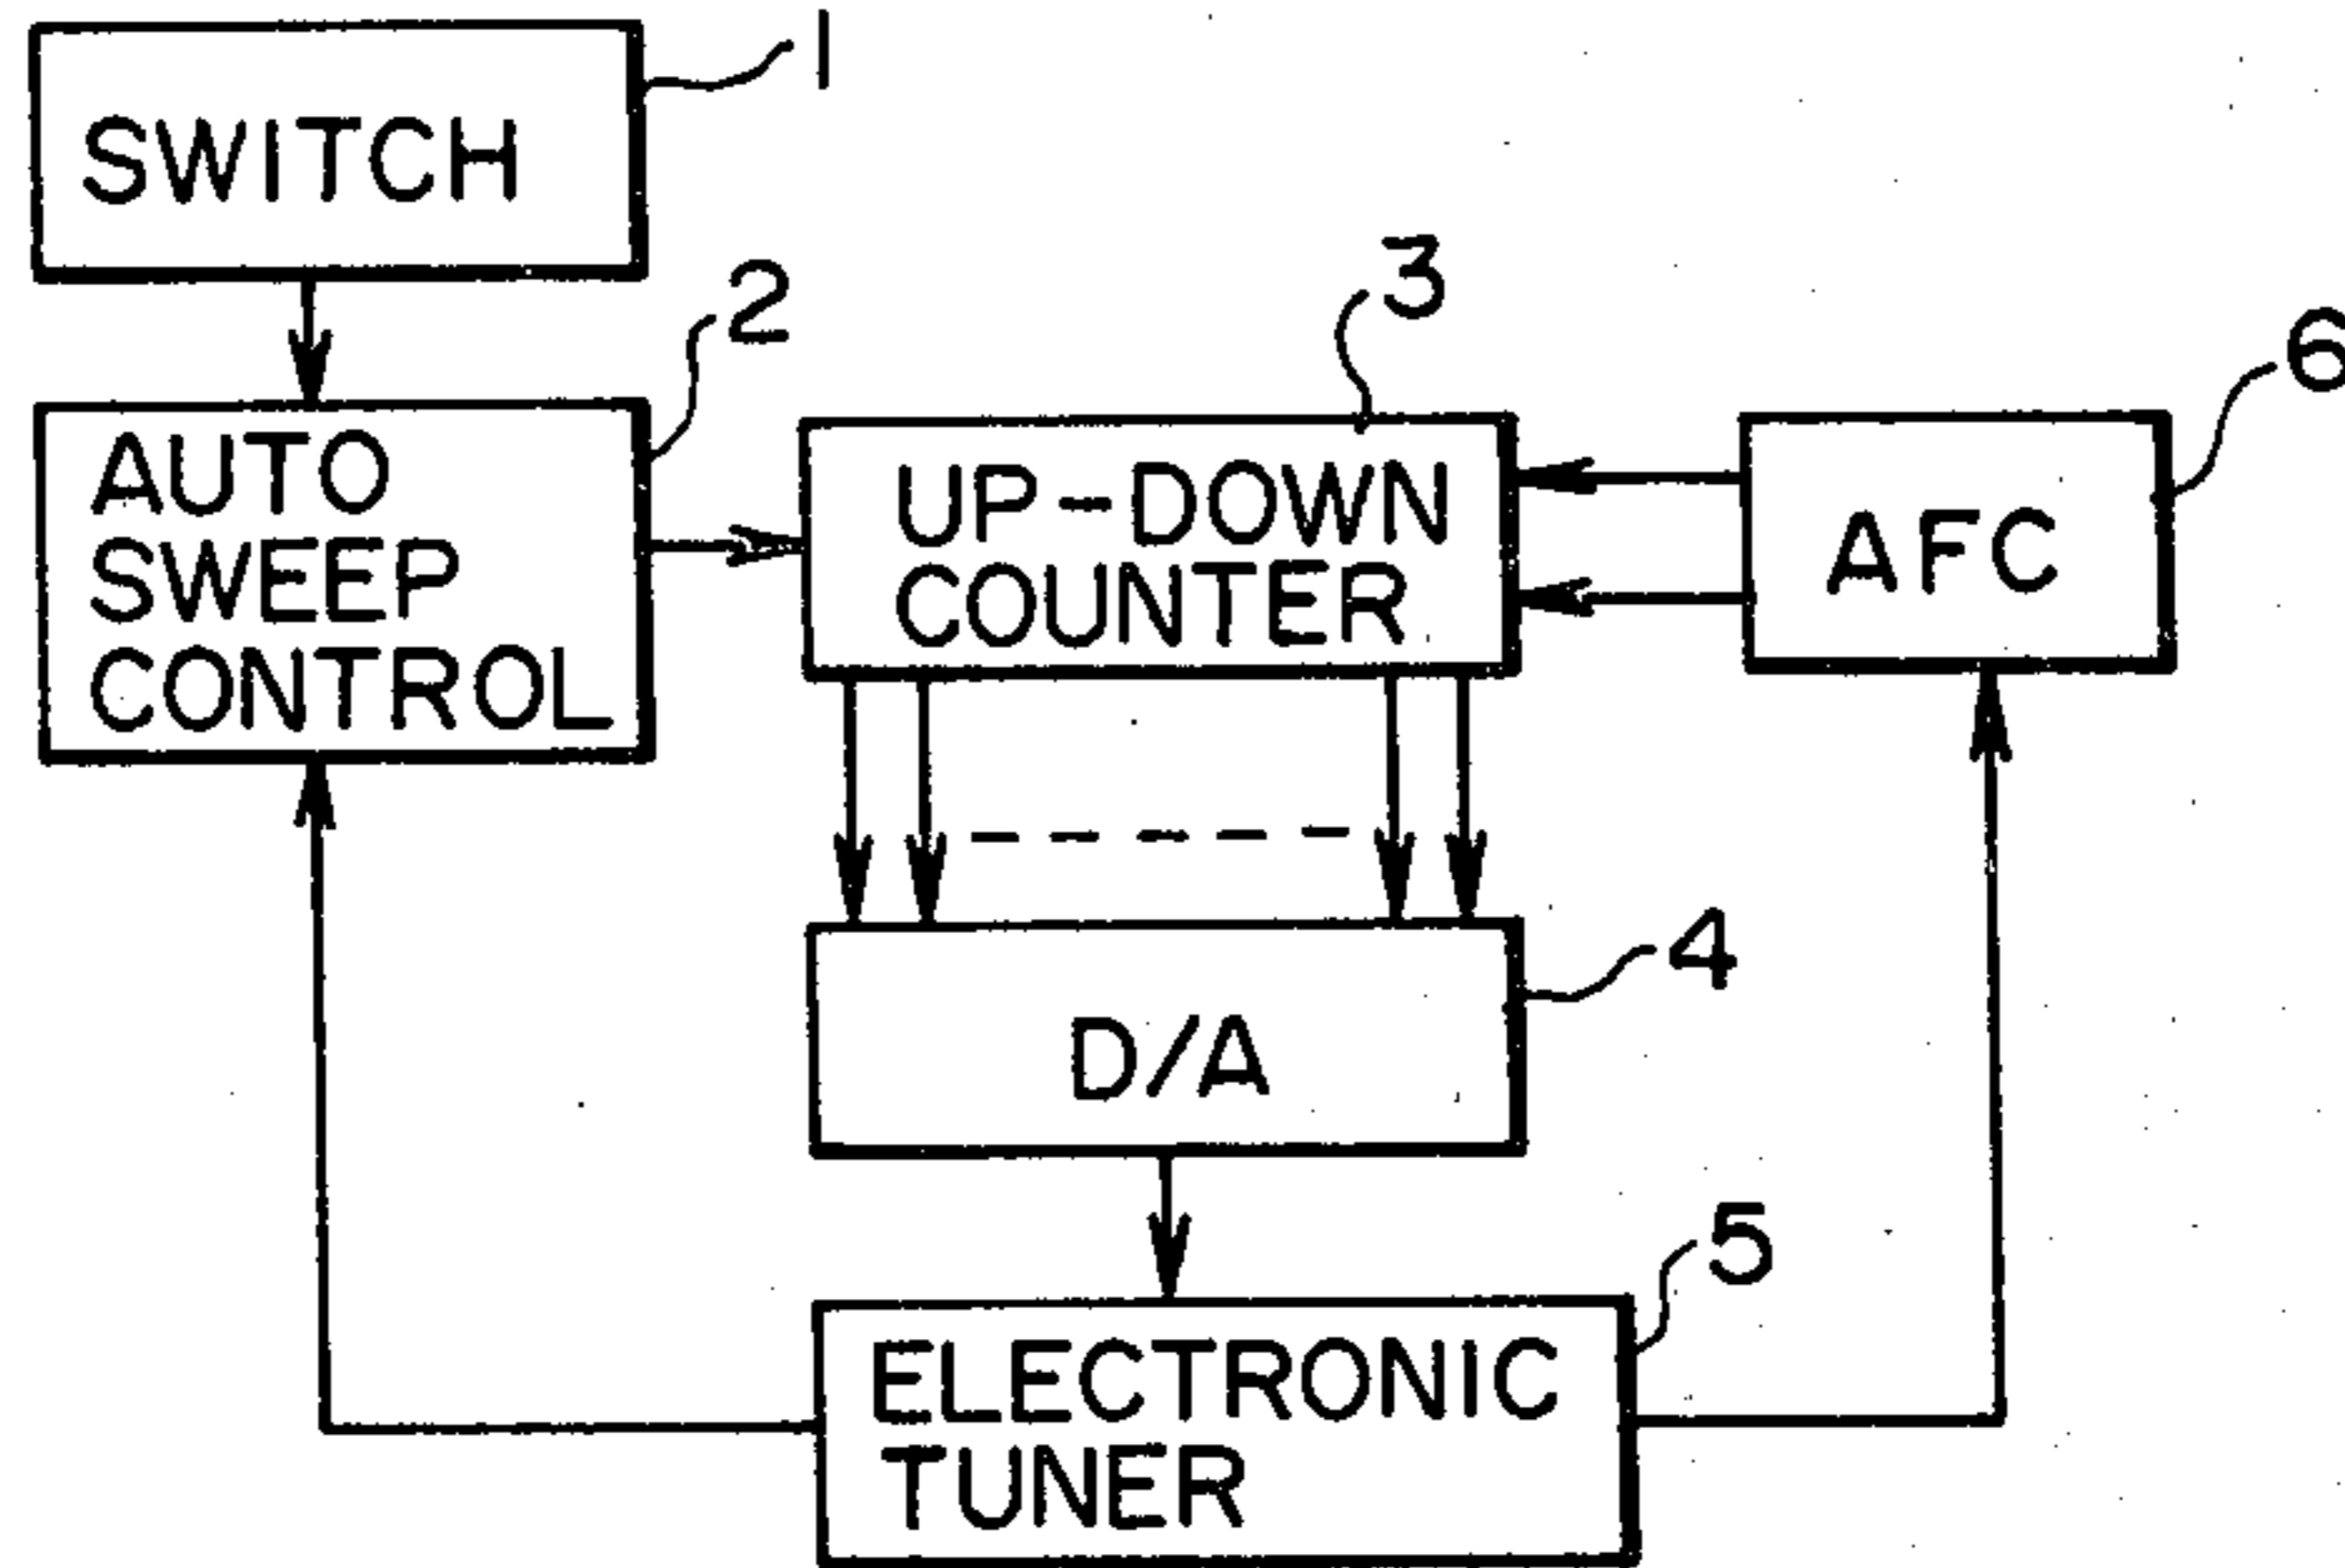 1
SWITCH
2
3
6
AUTO
SWEEP
CONTROL
UP-DOWN
COUNTER
AFC
4
D/A
5
ELECTRONIC
TUNER